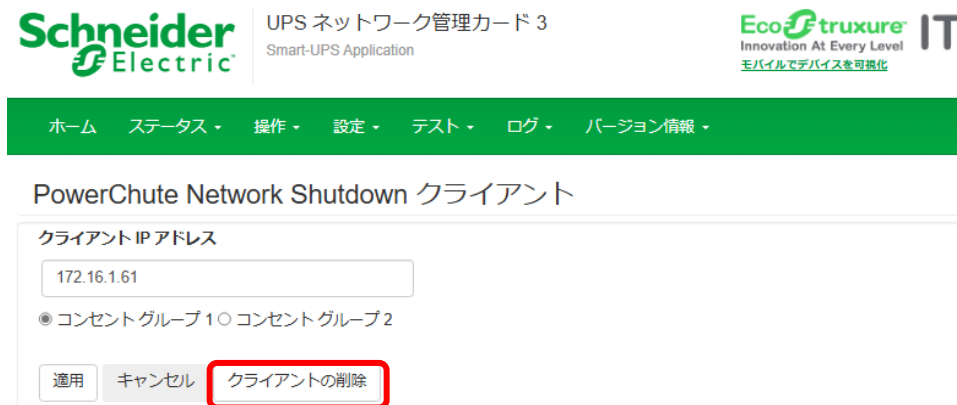 Schneider Electric
UPS ネットワーク管理カード 3
Smart-UPS Application
EcoStruxure IT
Innovation At Every Level
モバイルでデバイスを可視化
ホーム ステータス 操作 設定 テスト ログ バージョン情報
PowerChute Network Shutdown クライアント
クライアント IP アドレス
172.16.1.61
コンセント グループ 1 コンセント グループ 2
適用 キャンセル クライアントの削除